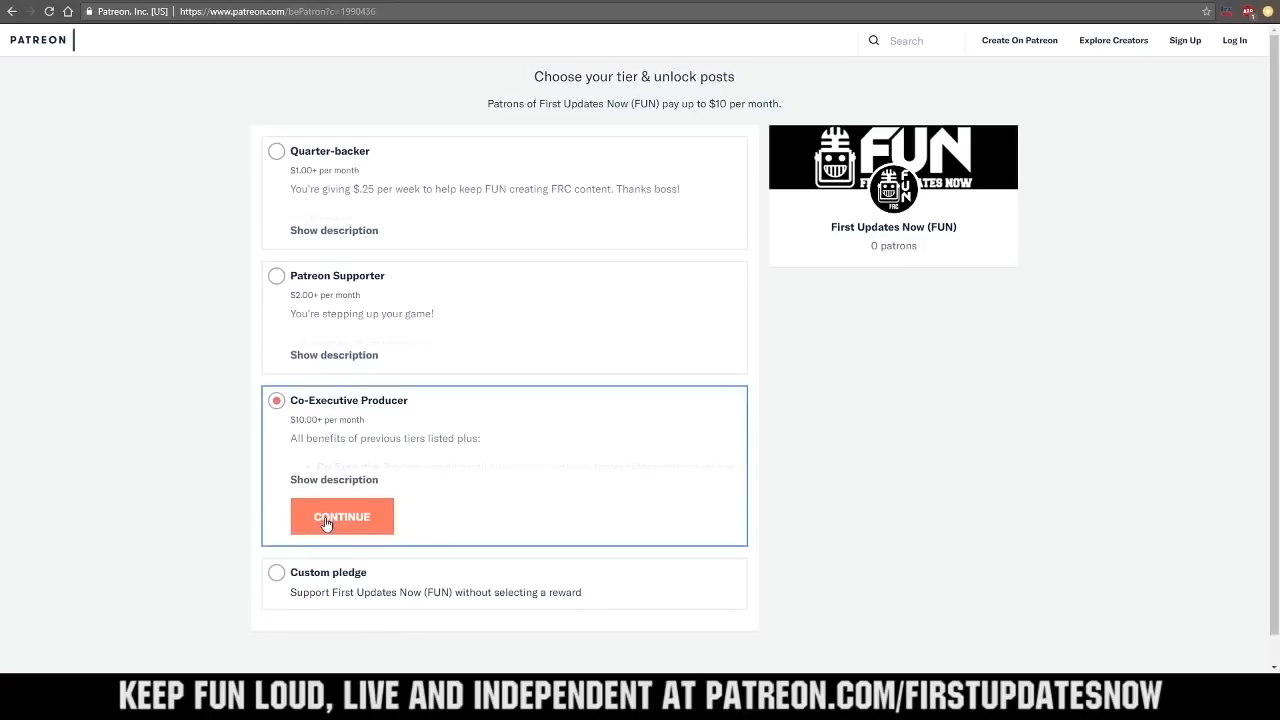 Patreon, Inc. [US] | https://www.patreon.com/bePatron?c=1990436
PATREON
Search
Create On Patreon
Explore Creators
Sign Up
Log In
Choose your tier & unlock posts
Patrons of First Updates Now (FUN) pay up to $10 per month.
Quarter-backer
$1.00+ per month
You're giving $.25 per week to help keep FUN creating FRC content. Thanks boss!
Show description
Patreon Supporter
$2.00+ per month
You're stepping up your game!
Show description
Co-Executive Producer
$10.00+ per month
All benefits of previous tiers listed plus:
Show description
CONTINUE
Custom pledge
Support First Updates Now (FUN) without selecting a reward
FUN
FUN
FRC
First Updates Now (FUN)
0 patrons
KEEP FUN LOUD, LIVE AND INDEPENDENT AT PATREON.COM/FIRSTUPDATESNOW